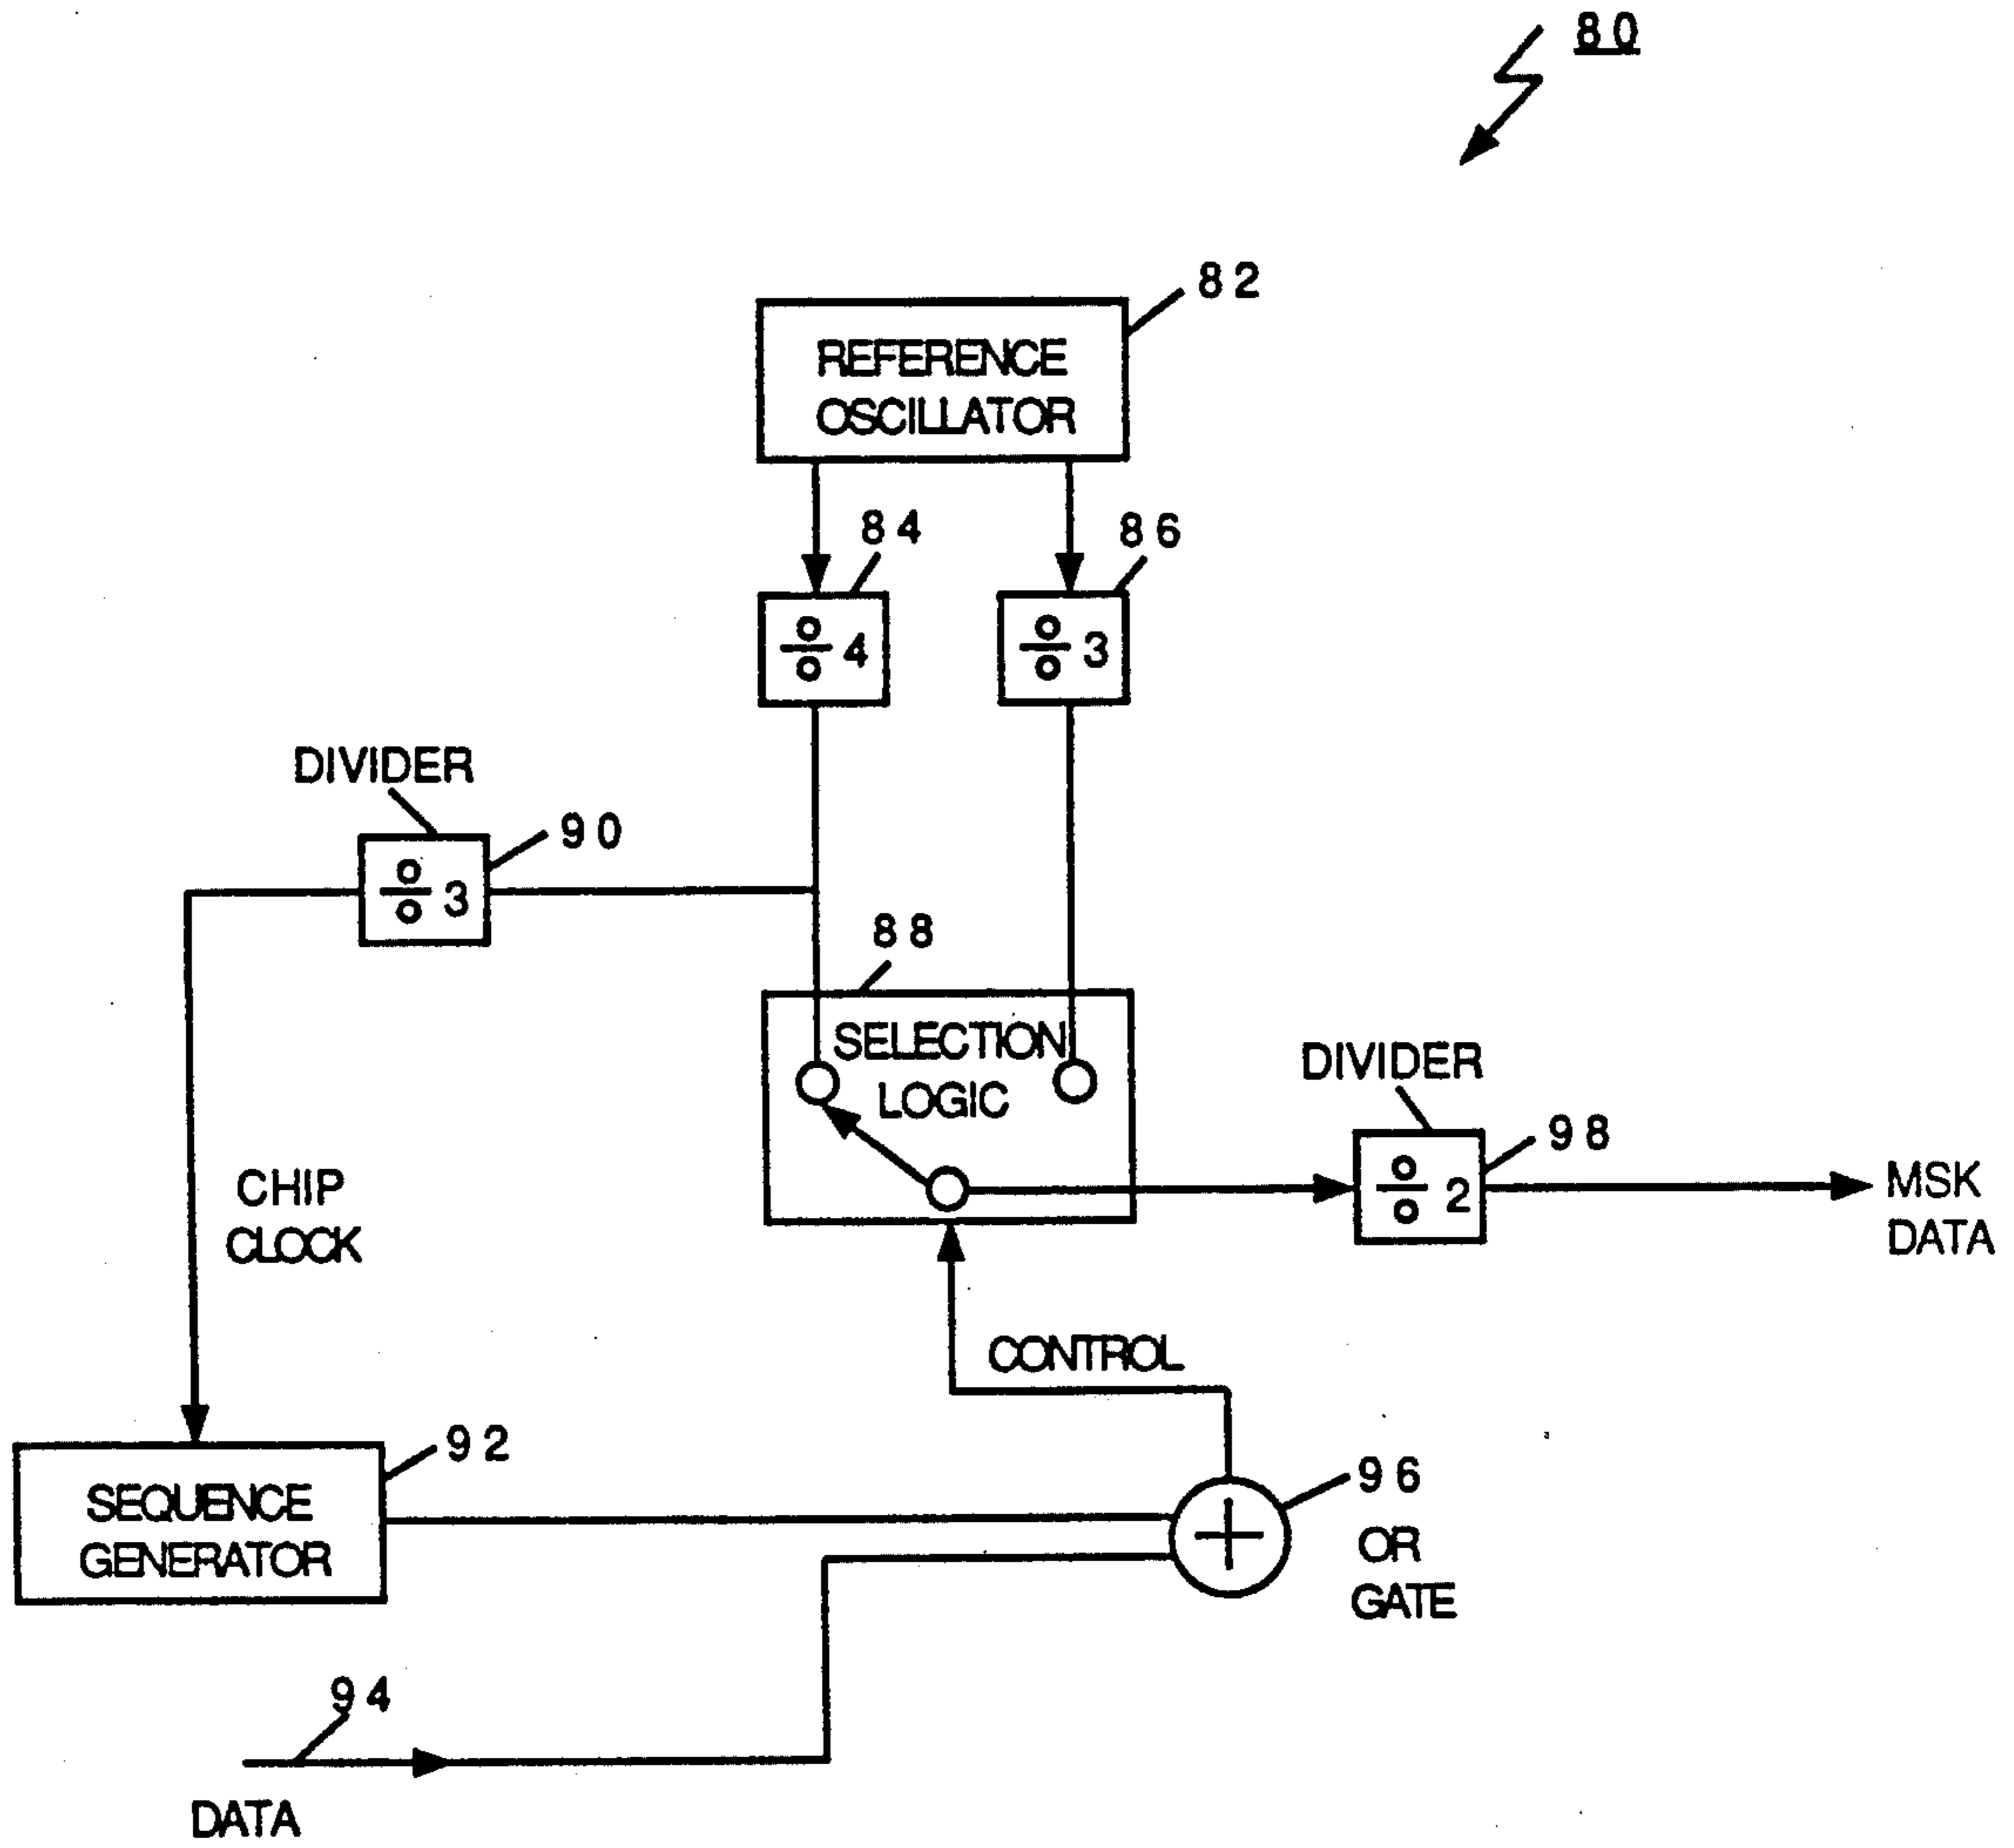 80
82
REFERENCE
OSCILLATOR
84
86
÷ 4
÷ 3
DIVIDER
90
÷ 3
88
SELECTION
LOGIC
DIVIDER
98
÷ 2
MSK
DATA
CHIP
CLOCK
CONTROL
92
SEQUENCE
GENERATOR
96
+
OR
GATE
94
DATA